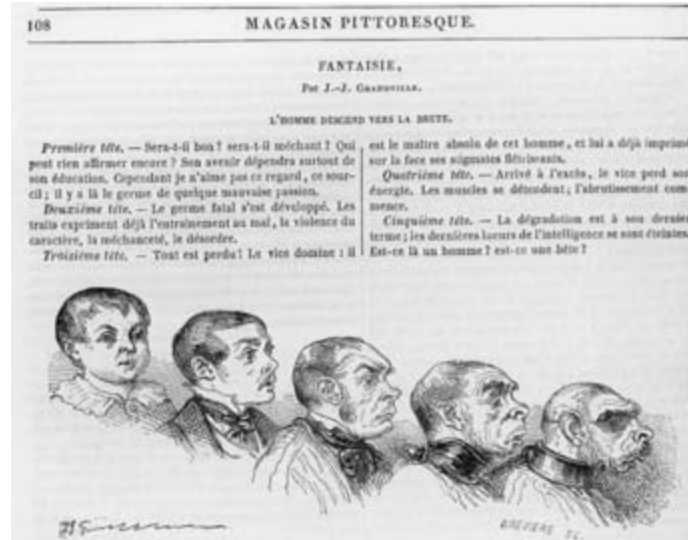 108
MAGASIN PITTORESQUE.
FANTAISIE,
Par J.-J. GRANDVILLE.
L'HOMME DESCEND VERS LA BRUTE.
Première tête. — Sera-t-il bon? sera-t-il méchant? Qui
peut rien affirmer encore? Son avenir dépendra surtout de
son éducation. Cependant je n'aime pas ce regard, ce sour-
cil; il y a là le germe de quelque mauvaise passion.
Deuxième tête. — Le germe fatal s'est développé. Les
traits expriment déjà l'entraînement au mal, la violence du
caractère, la méchanceté, le désordre.
Troisième tête. — Tout est perdu! Le vice domine: il
est le maître absolu de cet homme, et lui a déjà imprimé
sur la face ses stigmates flétrissants.
Quatrième tête. — Arrivé à l'excès, le vice perd son
énergie. Les muscles se détendent; l'abrutissement com-
mence.
Cinquième tête. — La dégradation est à son dernier
terme; les dernières lueurs de l'intelligence se sont éteintes.
Est-ce là un homme? est-ce une bête?
BREVIERE SC.